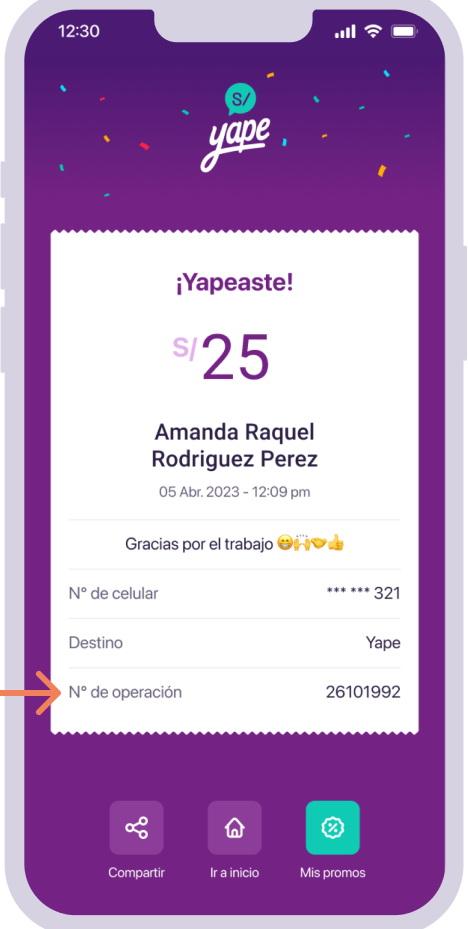 12:30
S/
yape
¡Yapeaste!
S/25
Amanda Raquel
Rodriguez Perez
05 Abr. 2023 - 12:09 pm
Gracias por el trabajo 😁🙌🤝👍
N° de celular *** *** 321
Destino Yape
N° de operación 26101992
Compartir Ir a inicio Mis promos